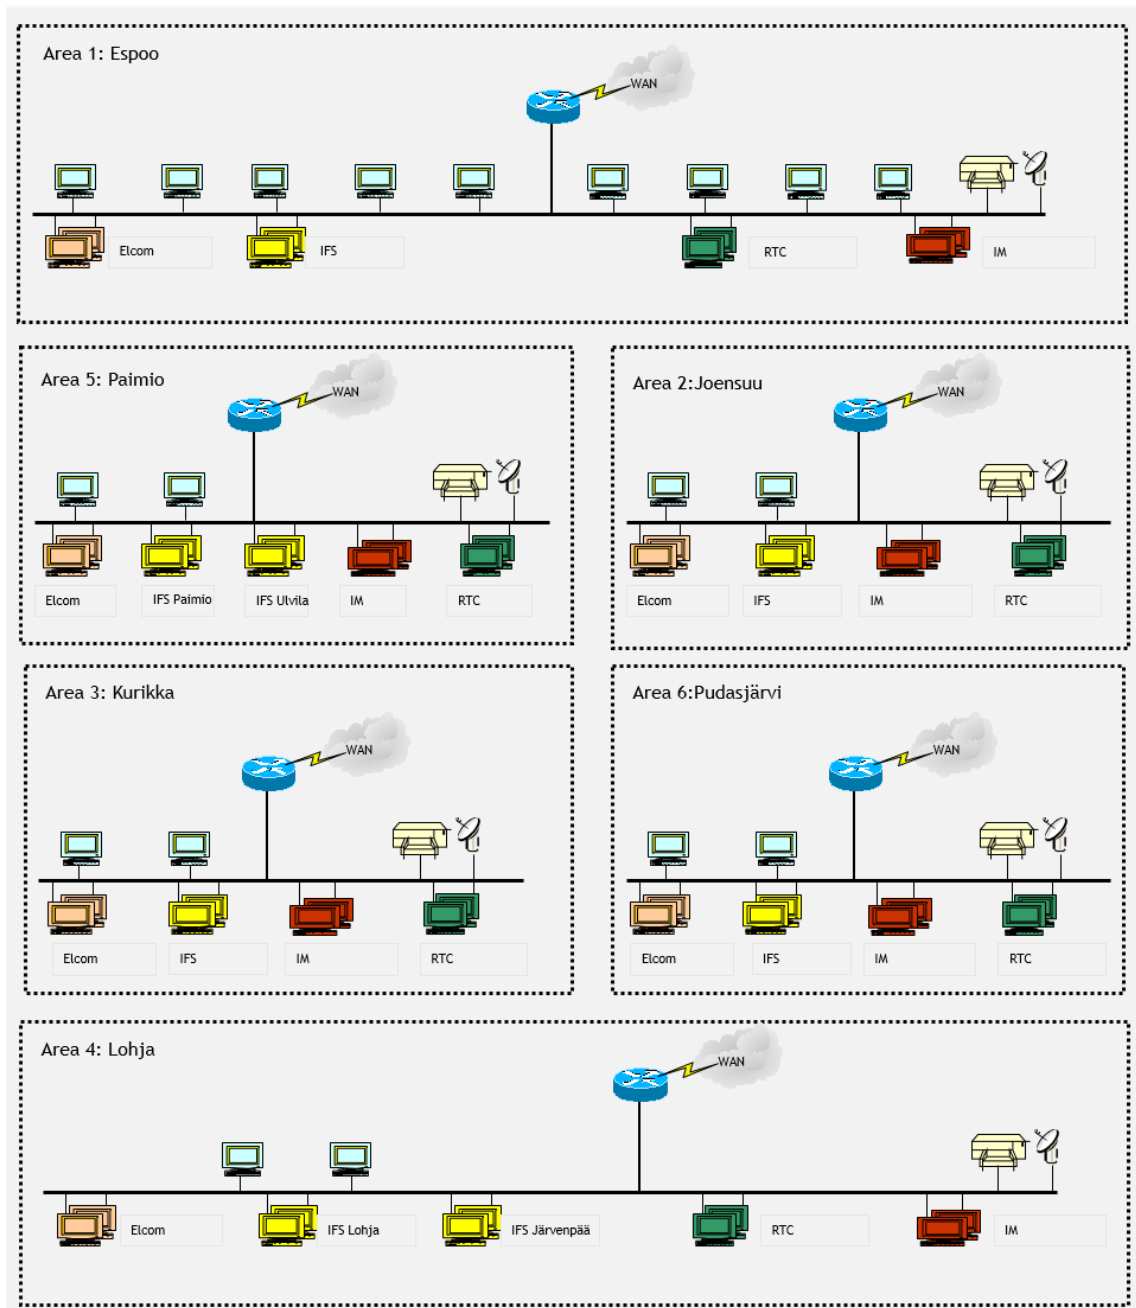 Area 1: Espoo
WAN
Elcom
IFS
RTC
IM
Area 5: Paimio
WAN
Elcom
IFS Paimio
IFS Ulvila
IM
RTC
Area 2:Joensuu
WAN
Elcom
IFS
IM
RTC
Area 3: Kurikka
WAN
Elcom
IFS
IM
RTC
Area 6:Pudasjärvi
WAN
Elcom
IFS
IM
RTC
Area 4: Lohja
WAN
Elcom
IFS Lohja
IFS Järvenpää
RTC
IM